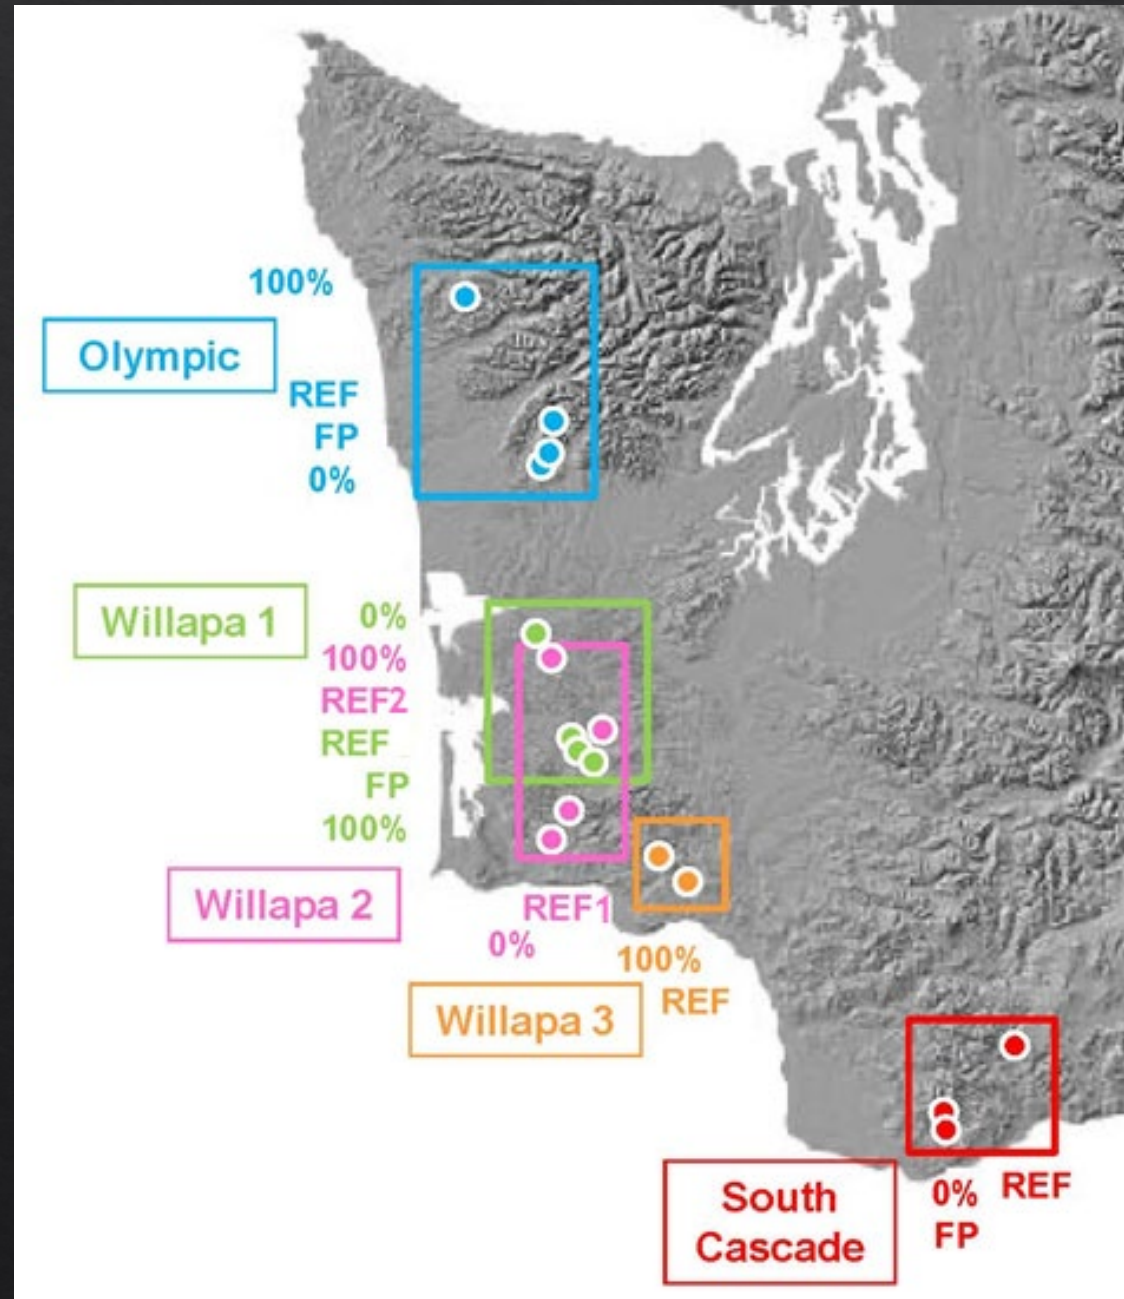 100%
Olympic
REF
FP
0%
Willapa 1
0%
100%
REF2
REF
FP
100%
Willapa 2
REF1
0%
100%
REF
Willapa 3
South
Cascade
0%
FP
REF